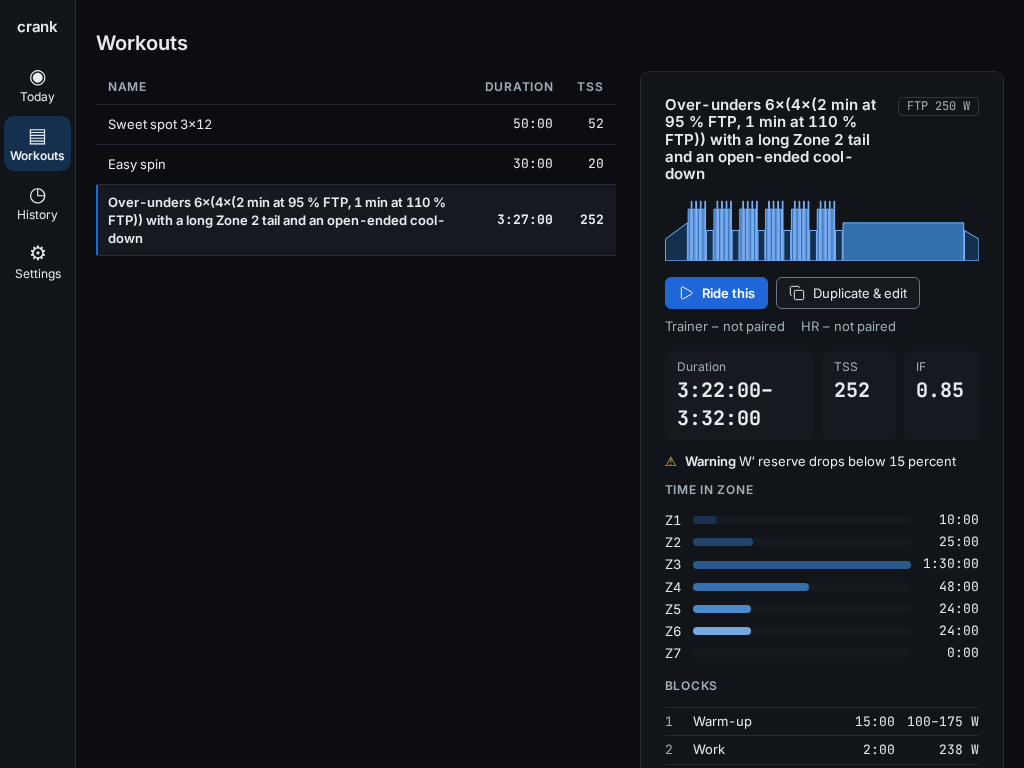 crank
Today
Workouts
History
Settings
Workouts
NAME DURATION TSS
Sweet spot 3×12 50:00 52
Easy spin 30:00 20
Over-unders 6×(4×(2 min at 95 % FTP, 1 min at 110 %
FTP)) with a long Zone 2 tail and an open-ended cool-
down
3:27:00 252
Over-unders 6×(4×(2 min at
95 % FTP, 1 min at 110 %
FTP)) with a long Zone 2 tail
and an open-ended cool-
down
FTP 250 W
Ride this
Duplicate & edit
Trainer – not paired HR – not paired
Duration
3:22:00–
3:32:00
TSS
252
IF
0.85
Warning W′ reserve drops below 15 percent
TIME IN ZONE
Z1 10:00
Z2 25:00
Z3 1:30:00
Z4 48:00
Z5 24:00
Z6 24:00
Z7 0:00
BLOCKS
1 Warm-up 15:00 100–175 W
2 Work 2:00 238 W